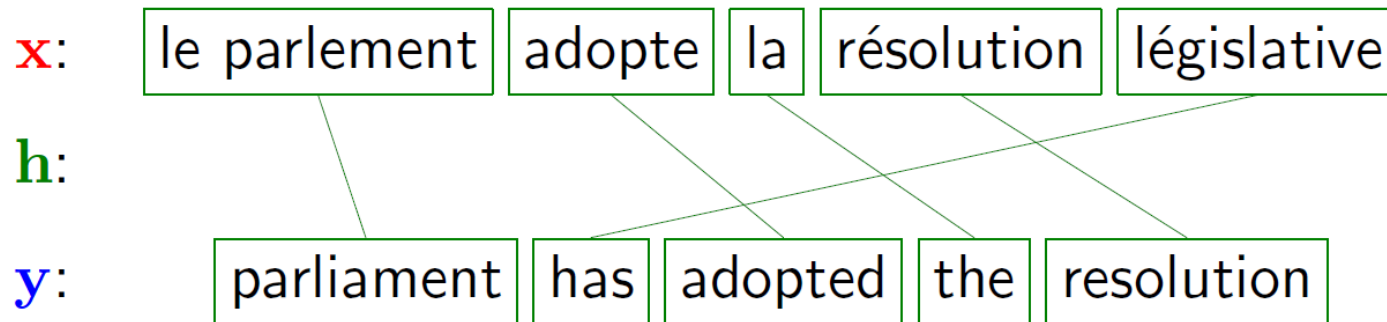 x: le parlement adopte la résolution législative
h:
y: parliament has adopted the resolution